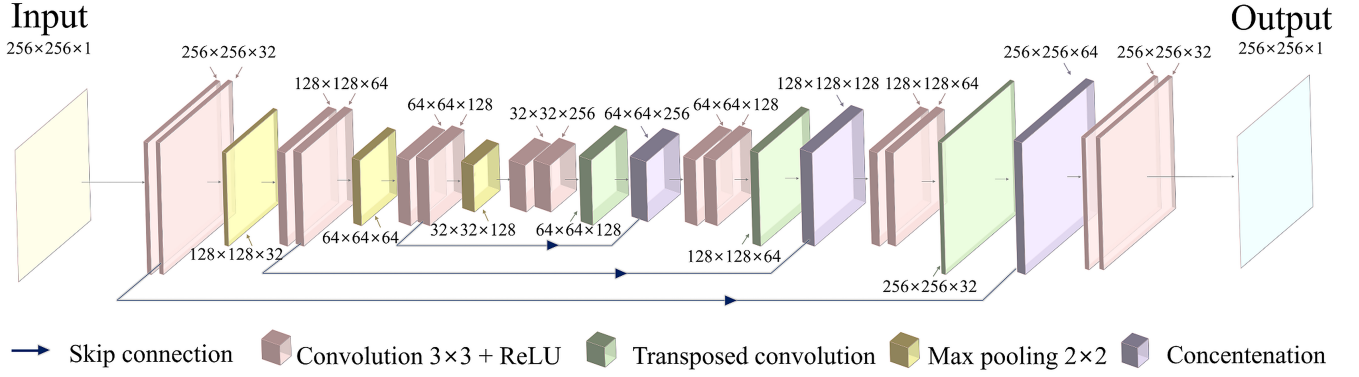 Input
256×256×1
256×256×32
128×128×32
128×128×64
64×64×64
64×64×128
32×32×128
32×32×256
64×64×128
64×64×256
64×64×128
128×128×64
128×128×128
128×128×64
256×256×32
256×256×64
256×256×32
Output
256×256×1
Skip connection
Convolution 3×3 + ReLU
Transposed convolution
Max pooling 2×2
Concentenation